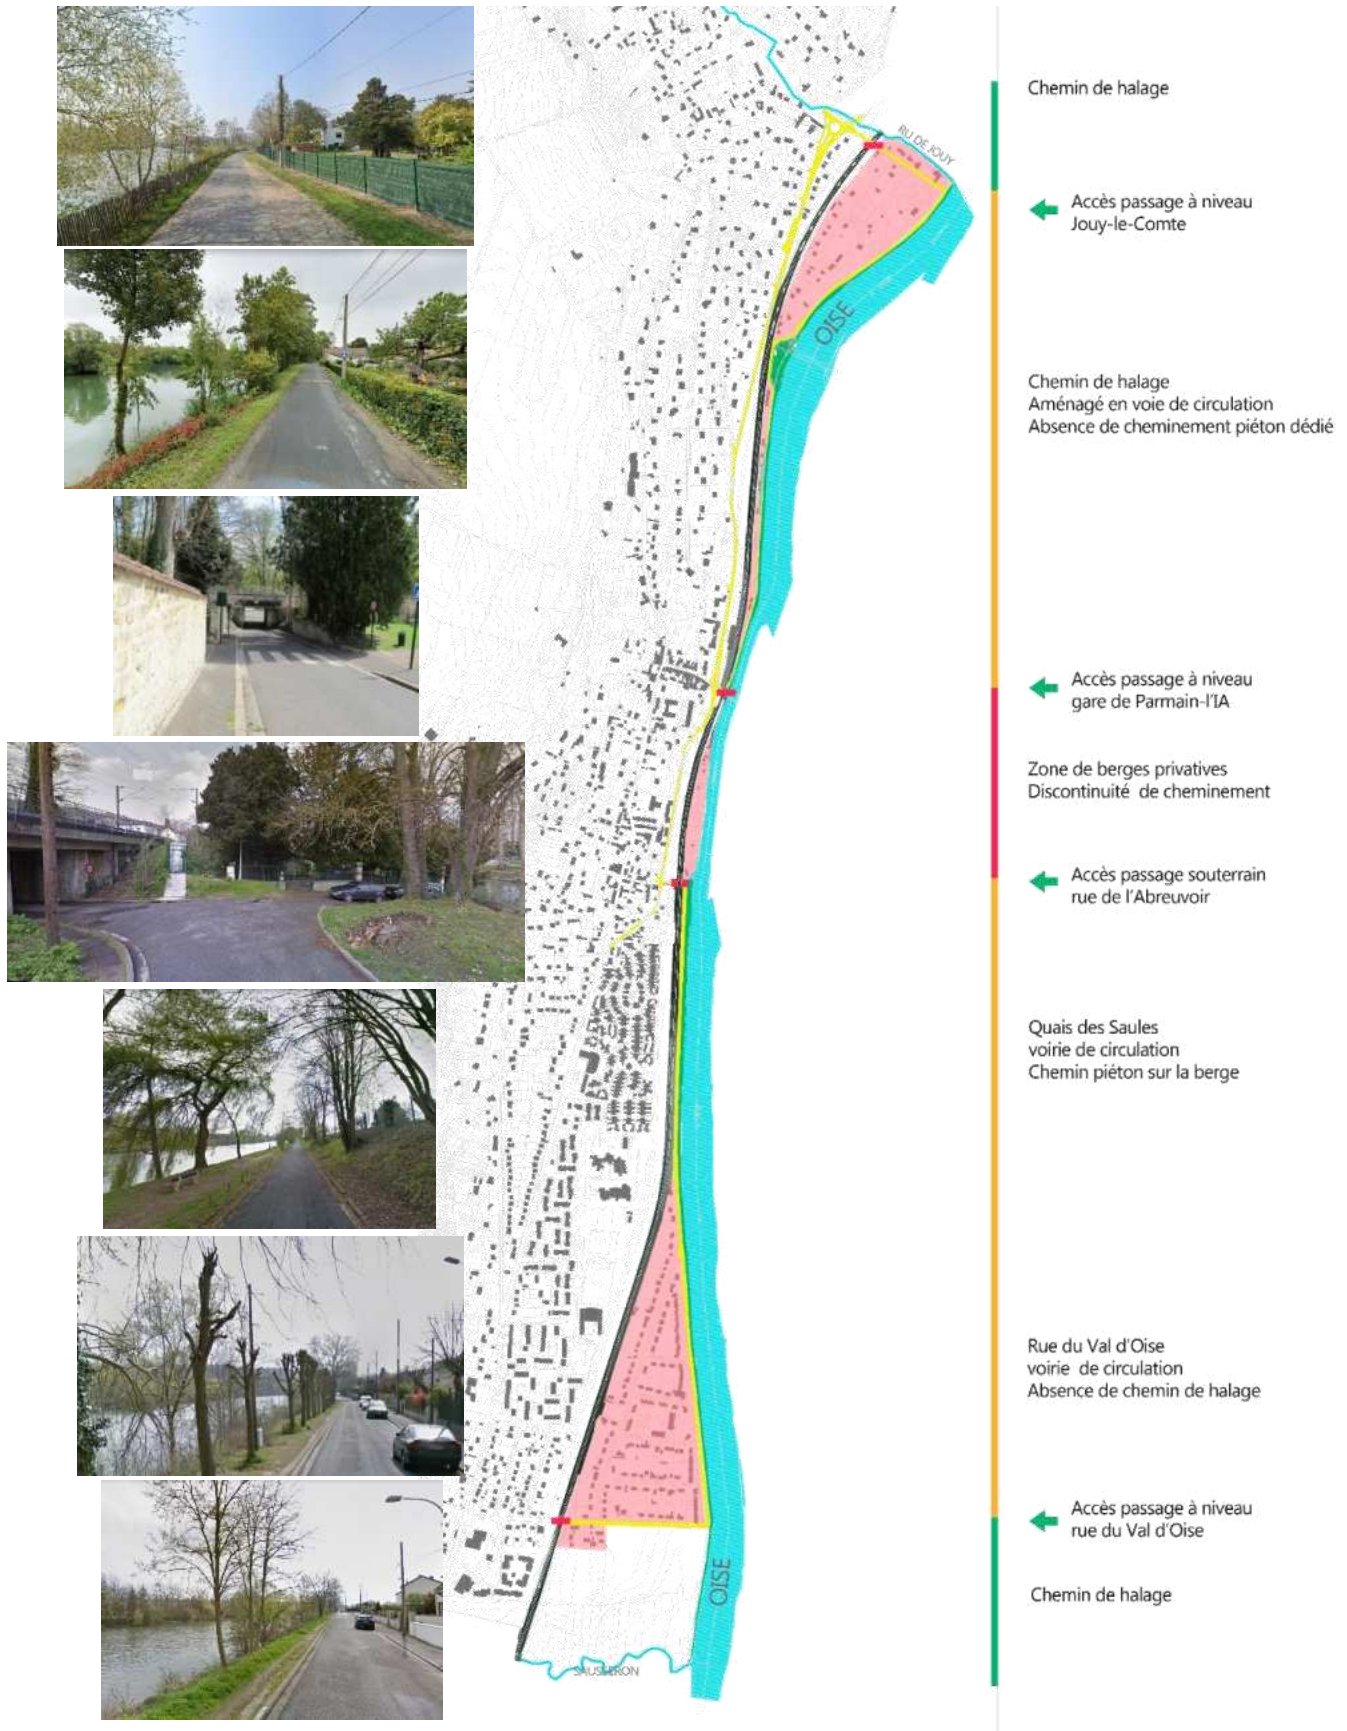 Chemin de halage
RU DE JOUY
Accès passage à niveau
Jouy-le-Comte
OISE
Chemin de halage
Aménagé en voie de circulation
Absence de cheminement piéton dédié
Accès passage à niveau
gare de Parmain-l'IA
Zone de berges privatives
Discontinuité de cheminement
Accès passage souterrain
rue de l'Abreuvoir
Quais des Saules
voirie de circulation
Chemin piéton sur la berge
Rue du Val d'Oise
voirie de circulation
Absence de chemin de halage
Accès passage à niveau
rue du Val d'Oise
OISE
Chemin de halage
SAUSSERON